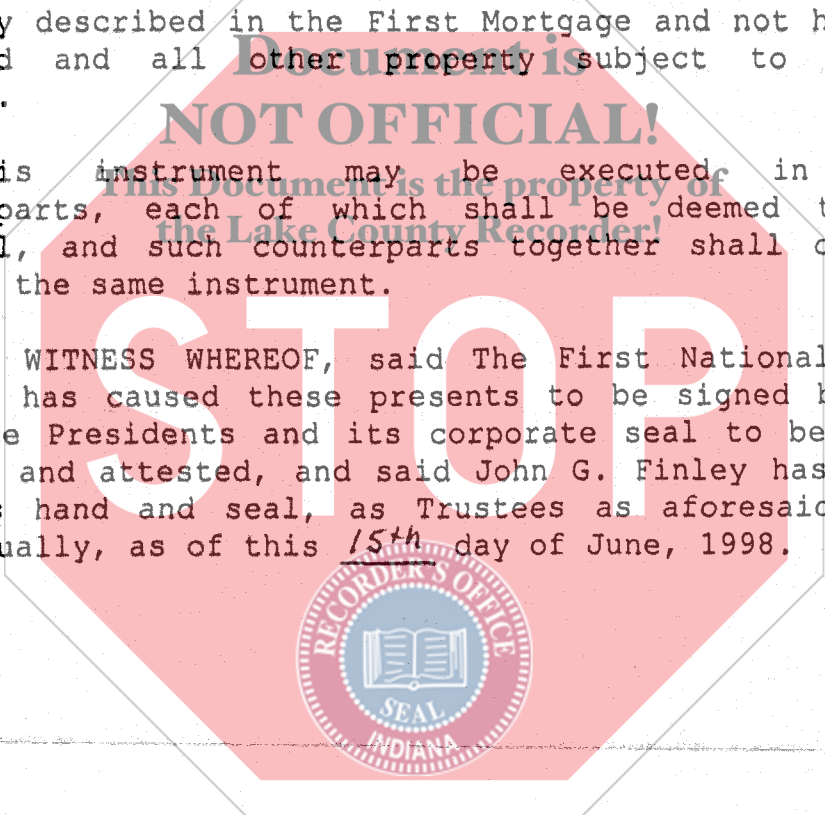 y described in the First Mortgage and not h
d and all other property subject to
.
Document is
NOT OFFICIAL!
This Document is the property of
the Lake County Recorder!
is instrument may be executed in
parts, each of which shall be deemed t
l, and such counterparts together shall c
the same instrument.
STOP
WITNESS WHEREOF, said The First National
has caused these presents to be signed b
e Presidents and its corporate seal to be
and attested, and said John G. Finley has
hand and seal, as Trustees as aforesaid
ually, as of this 15th day of June, 1998.
RECORDER'S OFFICE
SEAL
INDIANA